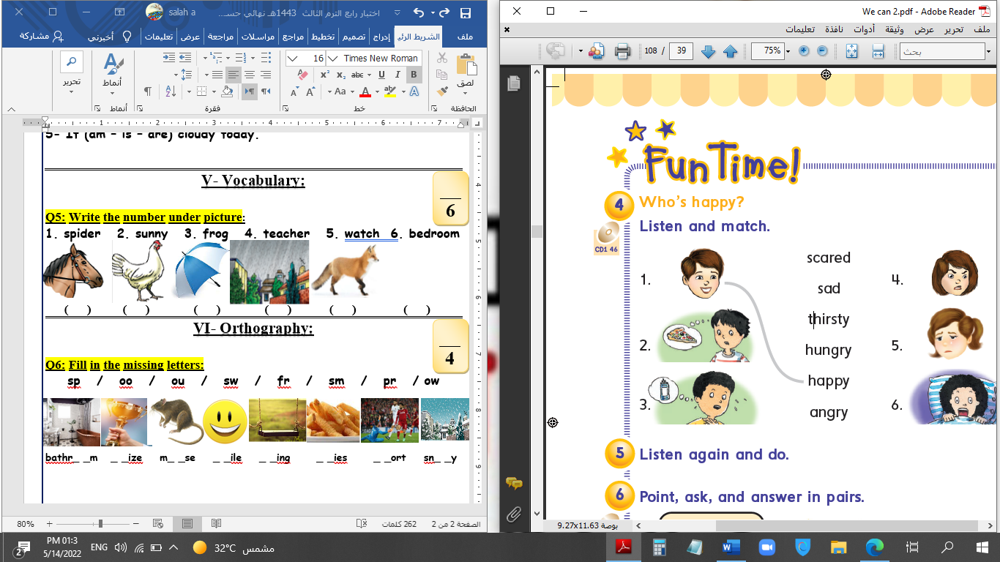 salah a
اختبار رابع الترم الثالث 1443هـ نهائي حســ...
ملف
الشريط الرئي
إدراج
تصميم
تخطيط
مراجع
مراسلات
مراجعة
عرض
تعليمات
أخبرني
مشاركة
Times New Roman
16
لصق
تحرير
أنماط
الحافظة
خط
فقرة
أنماط
5- It (am - is - are) cloudy today.
V- Vocabulary:
6
Q5: Write the number under picture:
1. spider 2. sunny 3. frog 4. teacher 5. watch 6. bedroom
( ) ( ) ( ) ( ) ( ) ( )
VI- Orthography:
4
Q6: Fill in the missing letters:
sp / oo / ou / sw / fr / sm / pr / ow
bathr_ _m _ _ize m_ _se _ _ile _ _ing _ _ies _ _ort sn_ _y
80%
262 كلمات
الصفحة 2 من 2
We can 2.pdf - Adobe Reader
ملف تحرير عرض وثيقة أدوات نافذة تعليمات
108 / 39
75%
بحث
Fun Time!
4 Who's happy?
Listen and match.
CD1 46
scared
1. sad 4.
thirsty
2. hungry 5.
happy
3. angry 6.
5 Listen again and do.
6 Point, ask, and answer in pairs.
9.27x11.63 بوصة
PM 01:3
5/14/2022
2
ENG
32°C مشمس